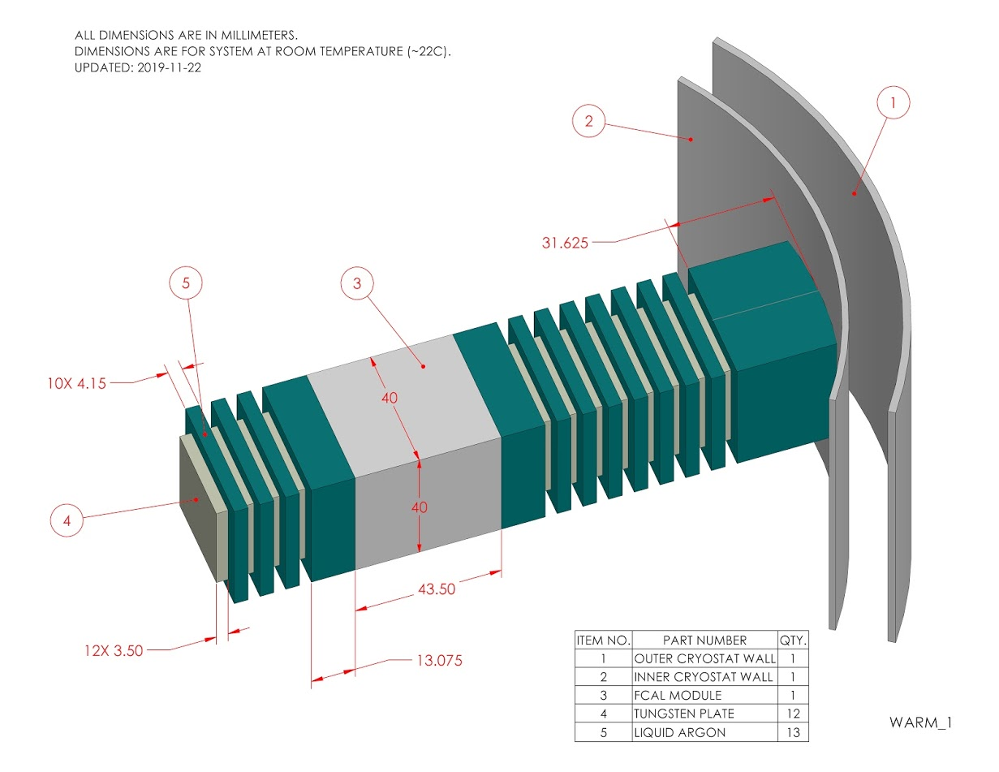 ALL DIMENSiONS ARE IN MILLIMETERS.
DIMENSIONS ARE FOR SYSTEM AT ROOM TEMPERATURE (~22C).
UPDATED: 2019-11-22
1
2
31.625
5
3
10X 4.15
40
40
4
43.50
12X 3.50
13.075
ITEM NO. PART NUMBER QTY.
1 OUTER CRYOSTAT WALL 1
2 INNER CRYOSTAT WALL 1
3 FCAL MODULE 1
4 TUNGSTEN PLATE 12
5 LIQUID ARGON 13
WARM_1